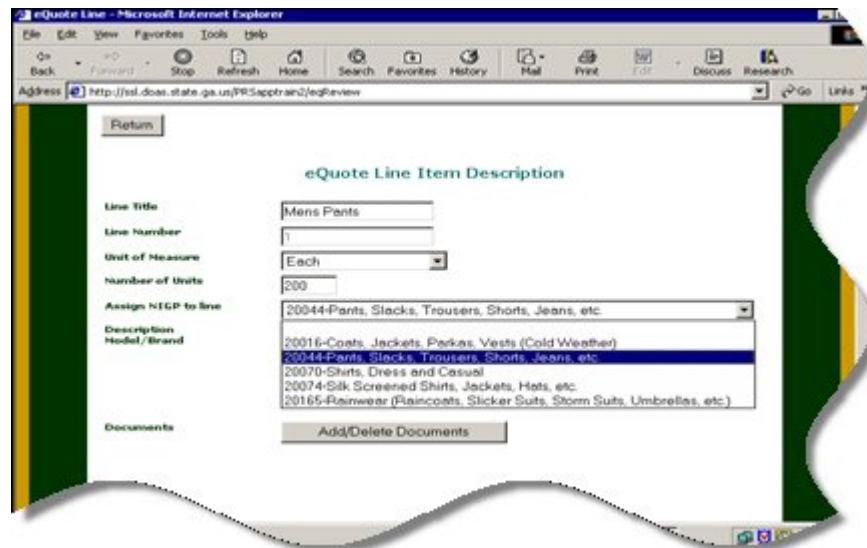 eQuote Line - Microsoft Internet Explorer
File Edit View Favorites Tools Help
Back Forward Stop Refresh Home Search Favorites History Mail Print Edit Discuss Research
Address http://ssl.doas.state.ga.us/PRSapptrain2/eqReview Go Links
Return
eQuote Line Item Description
Line Title Mens Pants
Line Number 1
Unit of Measure Each
Number of Units 200
Assign NIGP to line 20044-Pants, Slacks, Trousers, Shorts, Jeans, etc.
Description
Model/Brand
20016-Coats, Jackets, Parkas, Vests (Cold Weather)
20044-Pants, Slacks, Trousers, Shorts, Jeans, etc.
20070-Shirts, Dress and Casual
20074-Silk Screened Shirts, Jackets, Hats, etc.
20165-Rainwear (Raincoats, Slicker Suits, Storm Suits, Umbrellas, etc.)
Documents Add/Delete Documents